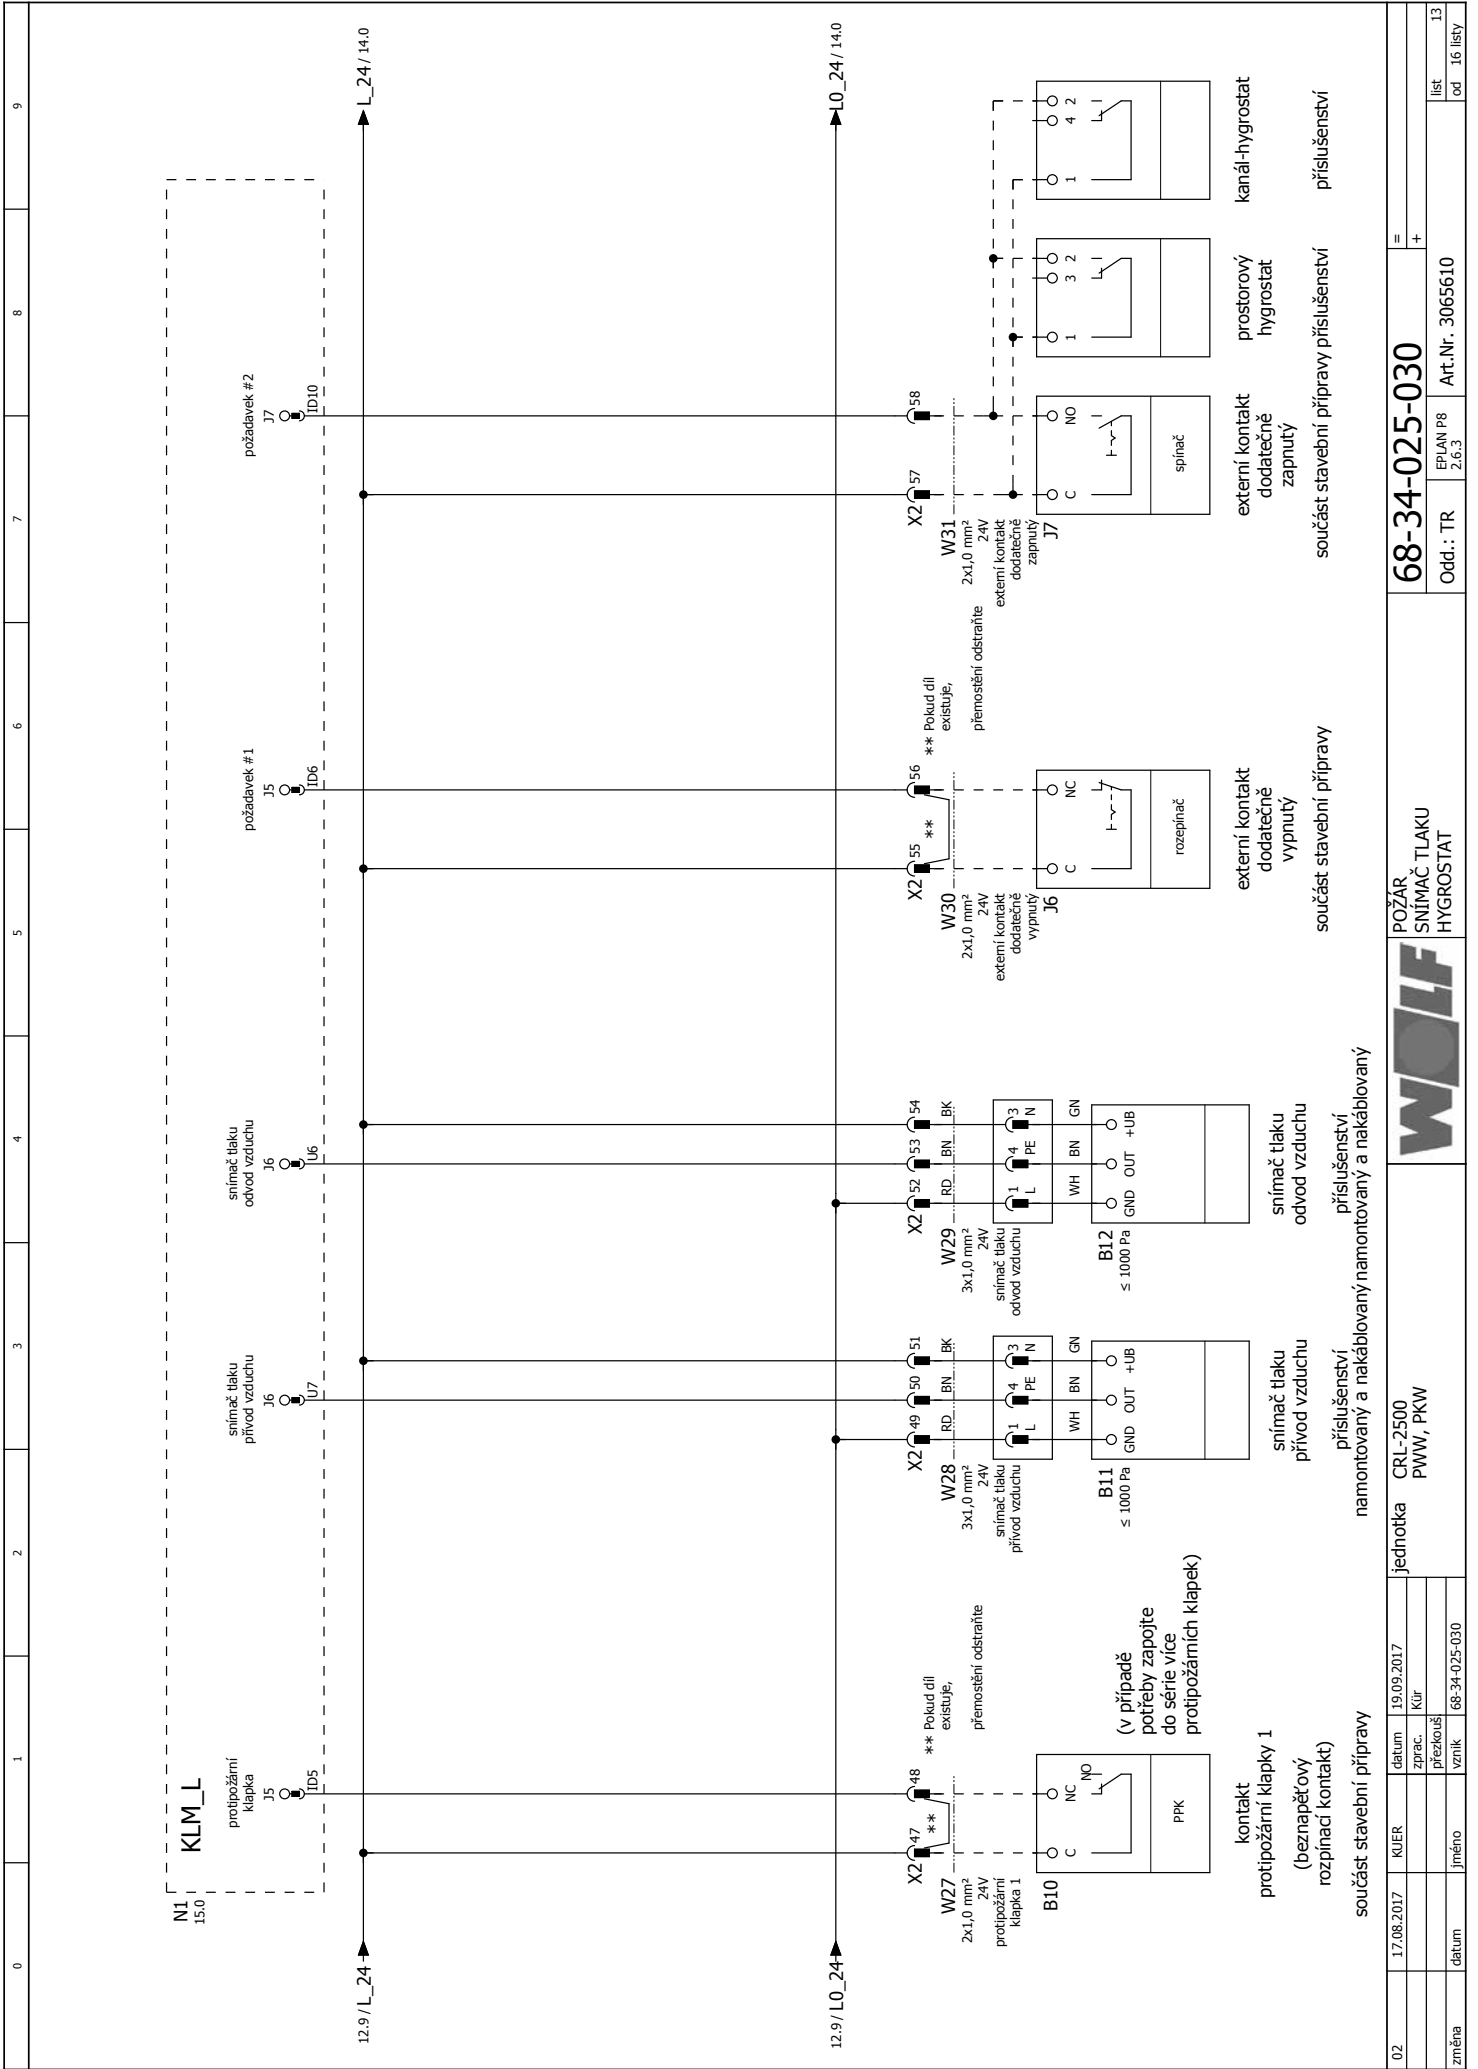 0 1 2 3 4 5 6 7 8 9
N1
15.0
KLM_L
protipožární
klapka
J5
ID5
snímač tlaku
přívod vzduchu
J6
U7
snímač tlaku
odvod vzduchu
J6
U6
požadavek #1
J5
ID6
požadavek #2
J7
ID10
12.9 / L_24
L_24 / 14.0
12.9 / L0_24
L0_24 / 14.0
X2 47 48
**
** Pokud díl
existuje,
přemostění odstraňte
W27
2x1,0 mm²
24V
protipožární
klapka 1
B10
C NC NO
PPK
(v případě
potřeby zapojte
do série více
protipožárních klapek)
kontakt
protipožární klapky 1
(beznapěťový
rozpínací kontakt)
součást stavební přípravy
X2 49 50 51
RD BN BK
W28
3x1,0 mm²
24V
snímač tlaku
přívod vzduchu
1 4 3
L PE N
WH BN GN
B11
≤ 1000 Pa
GND OUT +UB
snímač tlaku
přívod vzduchu
příslušenství
namontovaný a nakáblovaný
X2 52 53 54
RD BN BK
W29
3x1,0 mm²
24V
snímač tlaku
odvod vzduchu
1 4 3
L PE N
WH BN GN
B12
≤ 1000 Pa
GND OUT +UB
snímač tlaku
odvod vzduchu
příslušenství
namontovaný a nakáblovaný
X2 55 56
**
** Pokud díl
existuje,
přemostění odstraňte
W30
2x1,0 mm²
24V
externí kontakt
dodatečně
vypnutý
J6
C NC
rozepínač
externí kontakt
dodatečně
vypnutý
součást stavební přípravy
X2 57 58
W31
2x1,0 mm²
24V
externí kontakt
dodatečně
zapnutý
J7
C NO
spínač
externí kontakt
dodatečně
zapnutý
součást stavební přípravy
1 3 2
prostorový
hygrostat
příslušenství
1 4 2
kanál-hygrostat
příslušenství
02 17.08.2017 KUER
změna datum jméno
datum 19.09.2017
zprac. Kür
přezkouš.
vznik 68-34-025-030
jednotka CRL-2500
PWW, PKW
WOLF
POŽÁR
SNÍMAČ TLAKU
HYGROSTAT
68-34-025-030
=
+
Odd.: TR
EPLAN P8
2.6.3
Art.Nr. 3065610
list 13
od 16 listy